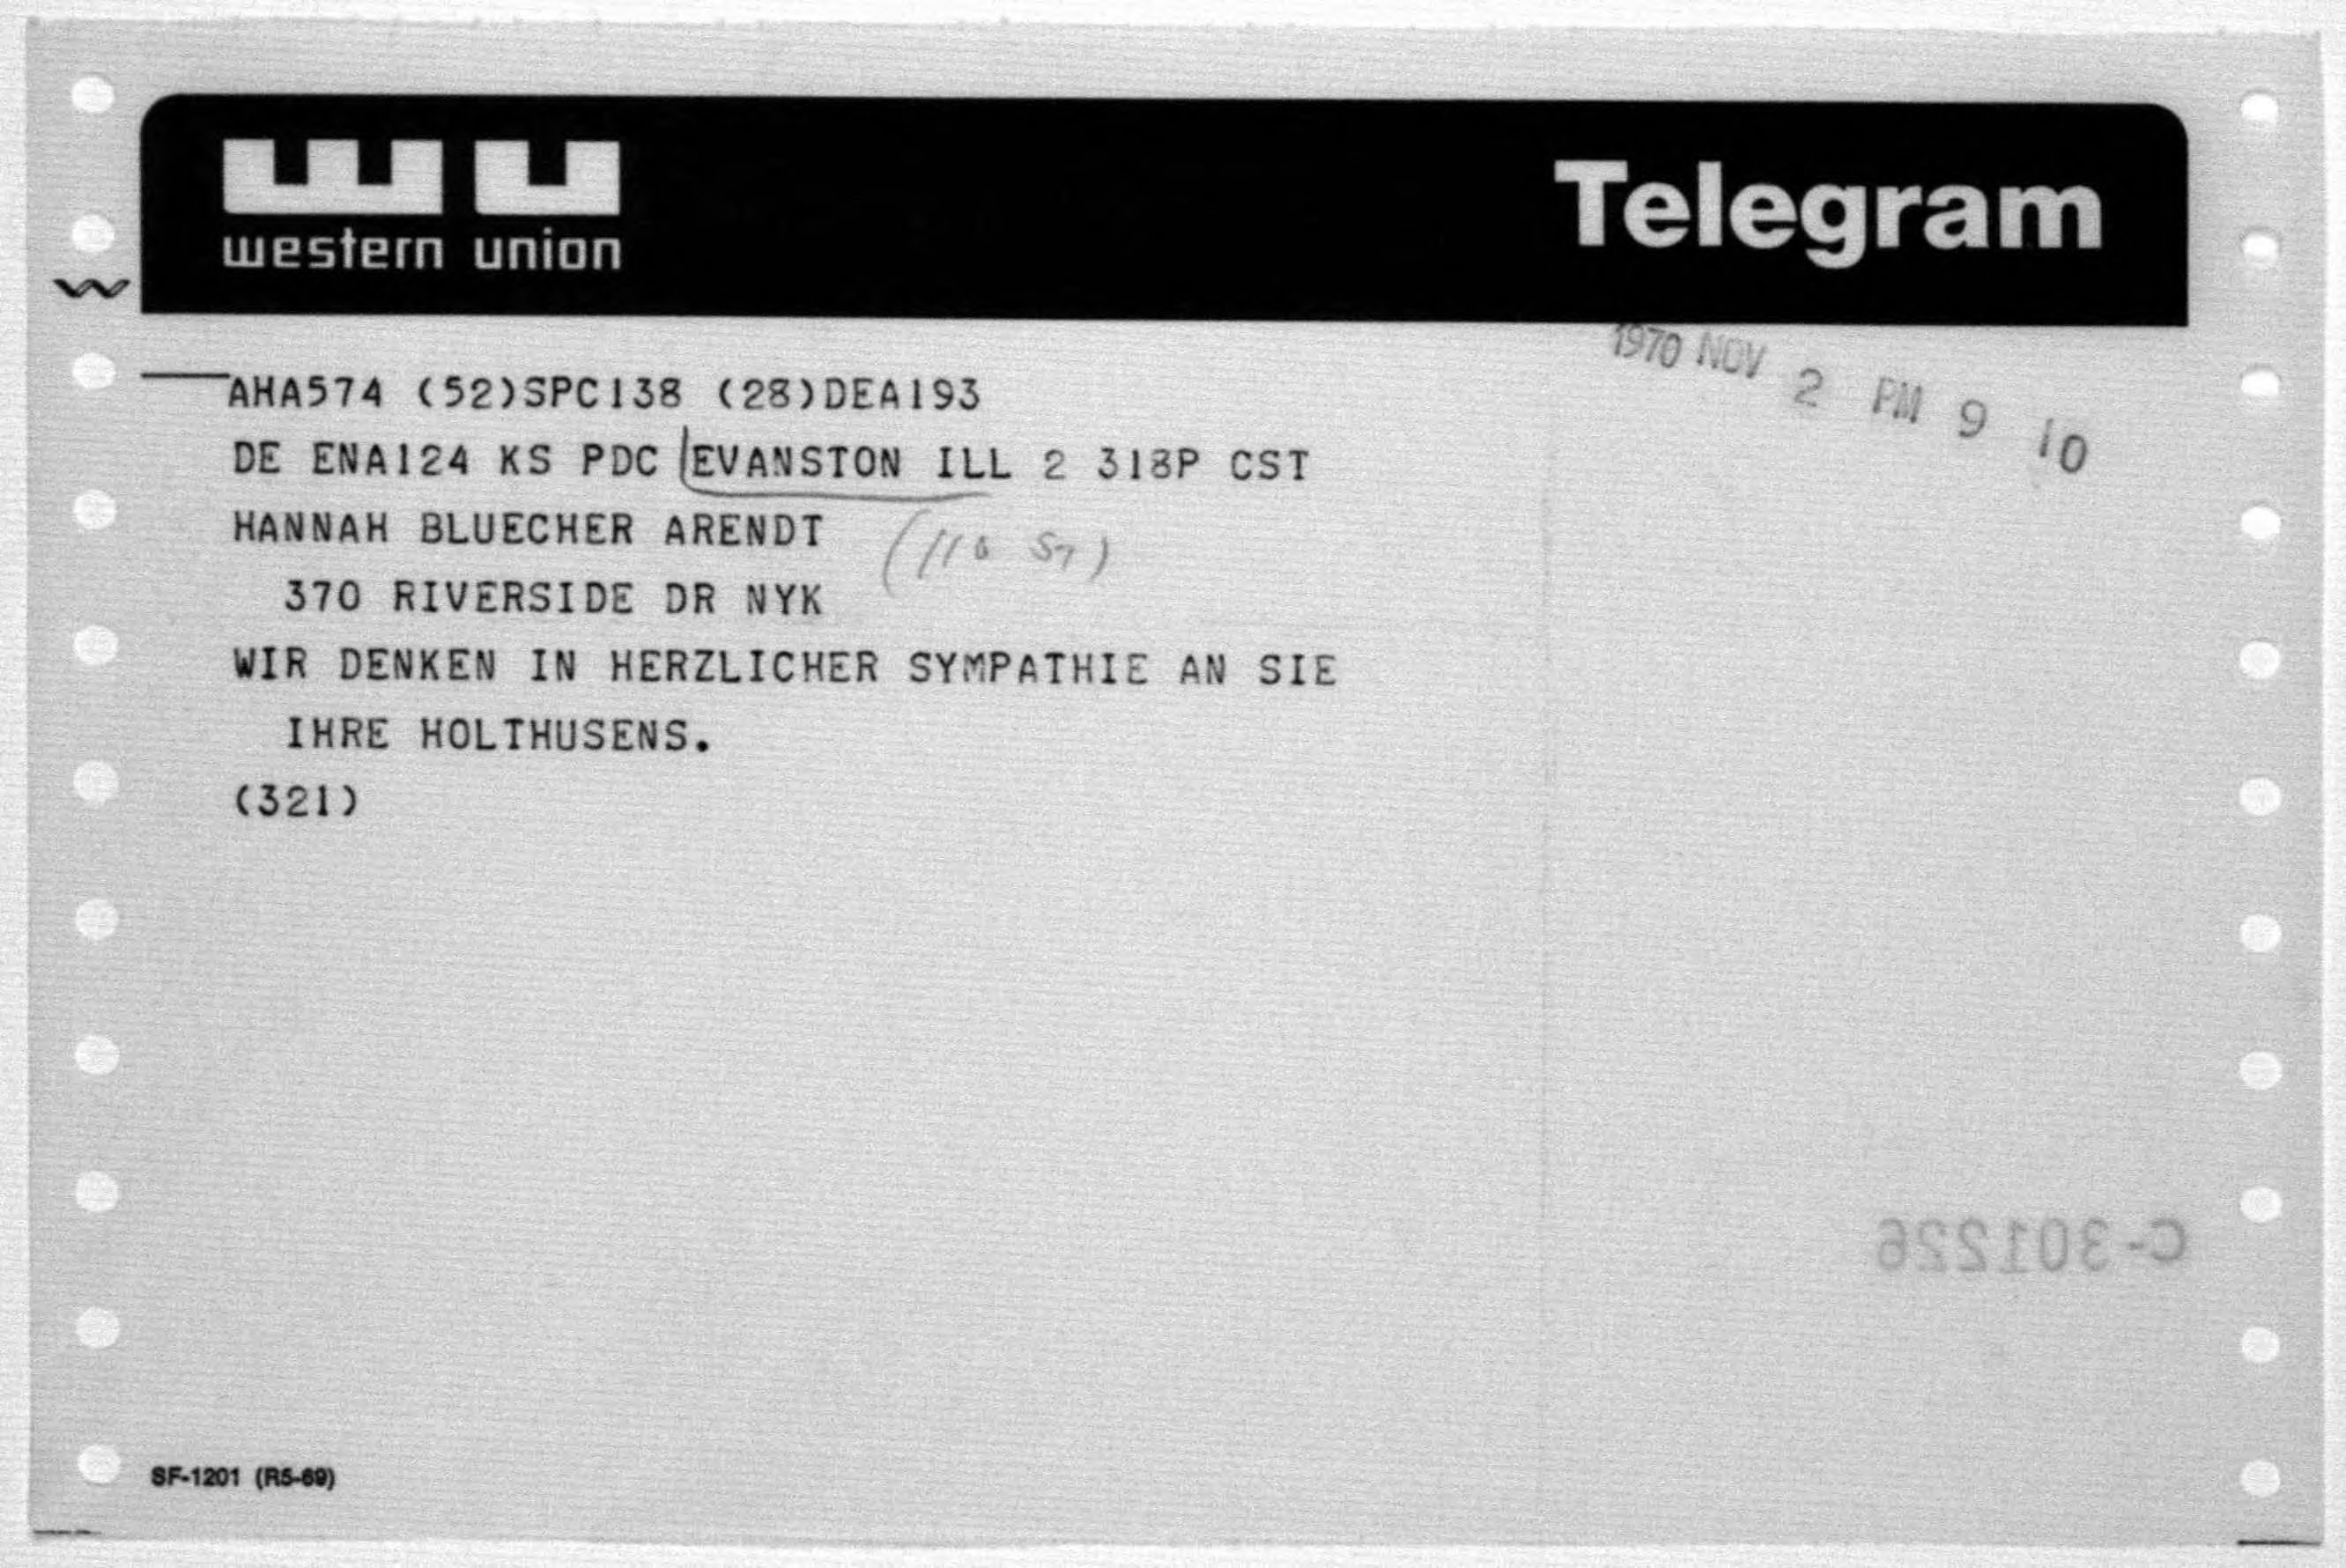 WU
western union
Telegram
1970 NOV 2 PM 9 10
AHA574 (52)SPC138 (28)DEA193
DE ENA124 KS PDC EVANSTON ILL 2 318P CST
HANNAH BLUECHER ARENDT
370 RIVERSIDE DR NYK
WIR DENKEN IN HERZLICHER SYMPATHIE AN SIE
IHRE HOLTHUSENS.
(321)
C-301226
SF-1201 (R5-69)